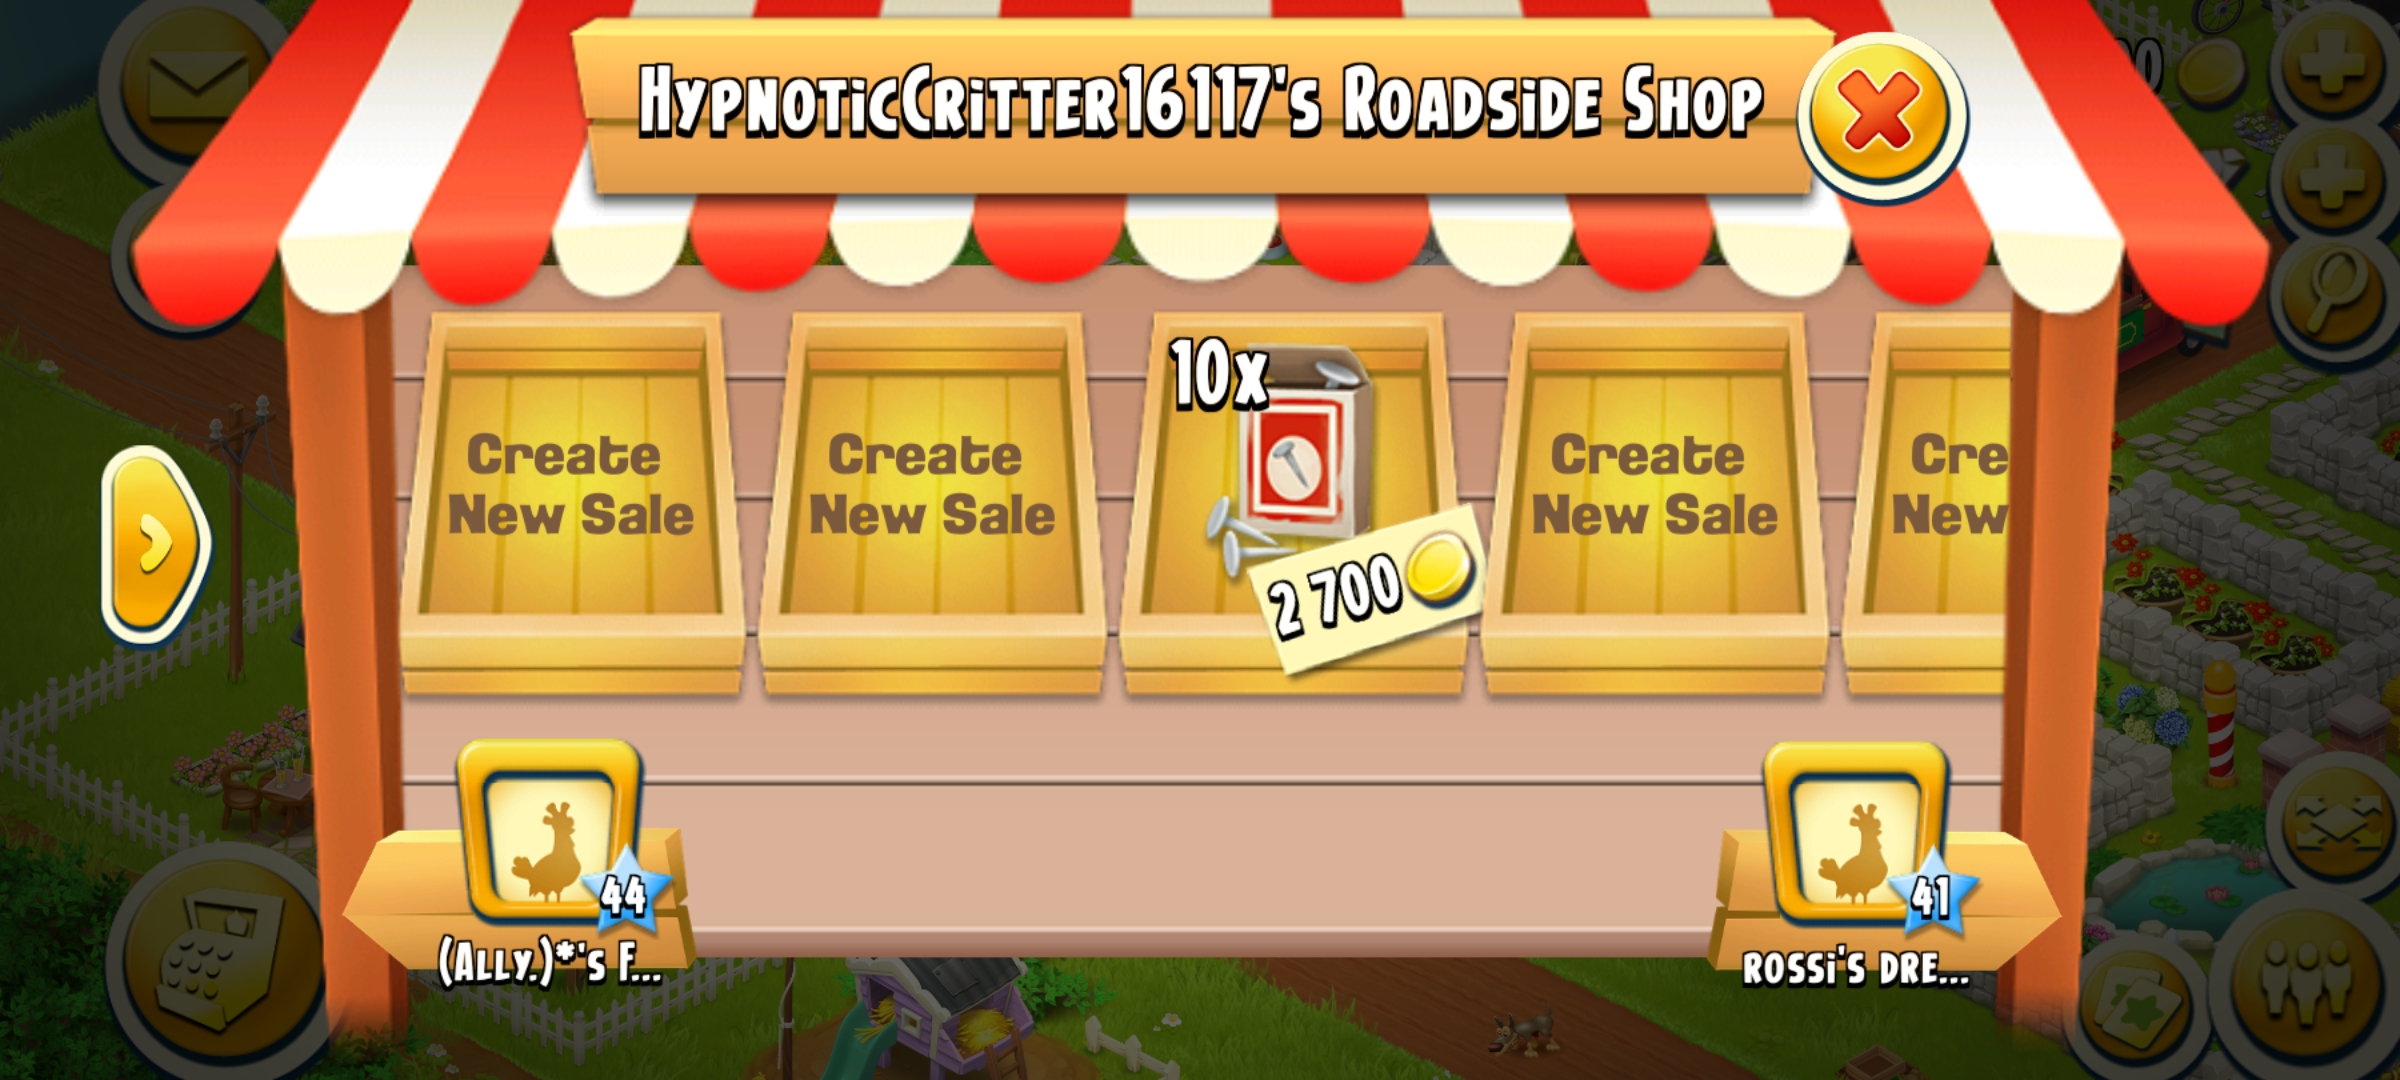 HypnoticCritter16117's Roadside Shop
Create
New Sale
Create
New Sale
10x
2 700
Create
New Sale
Cre
New
44
(Ally.)*'s F...
41
ROSSi'S DRE...